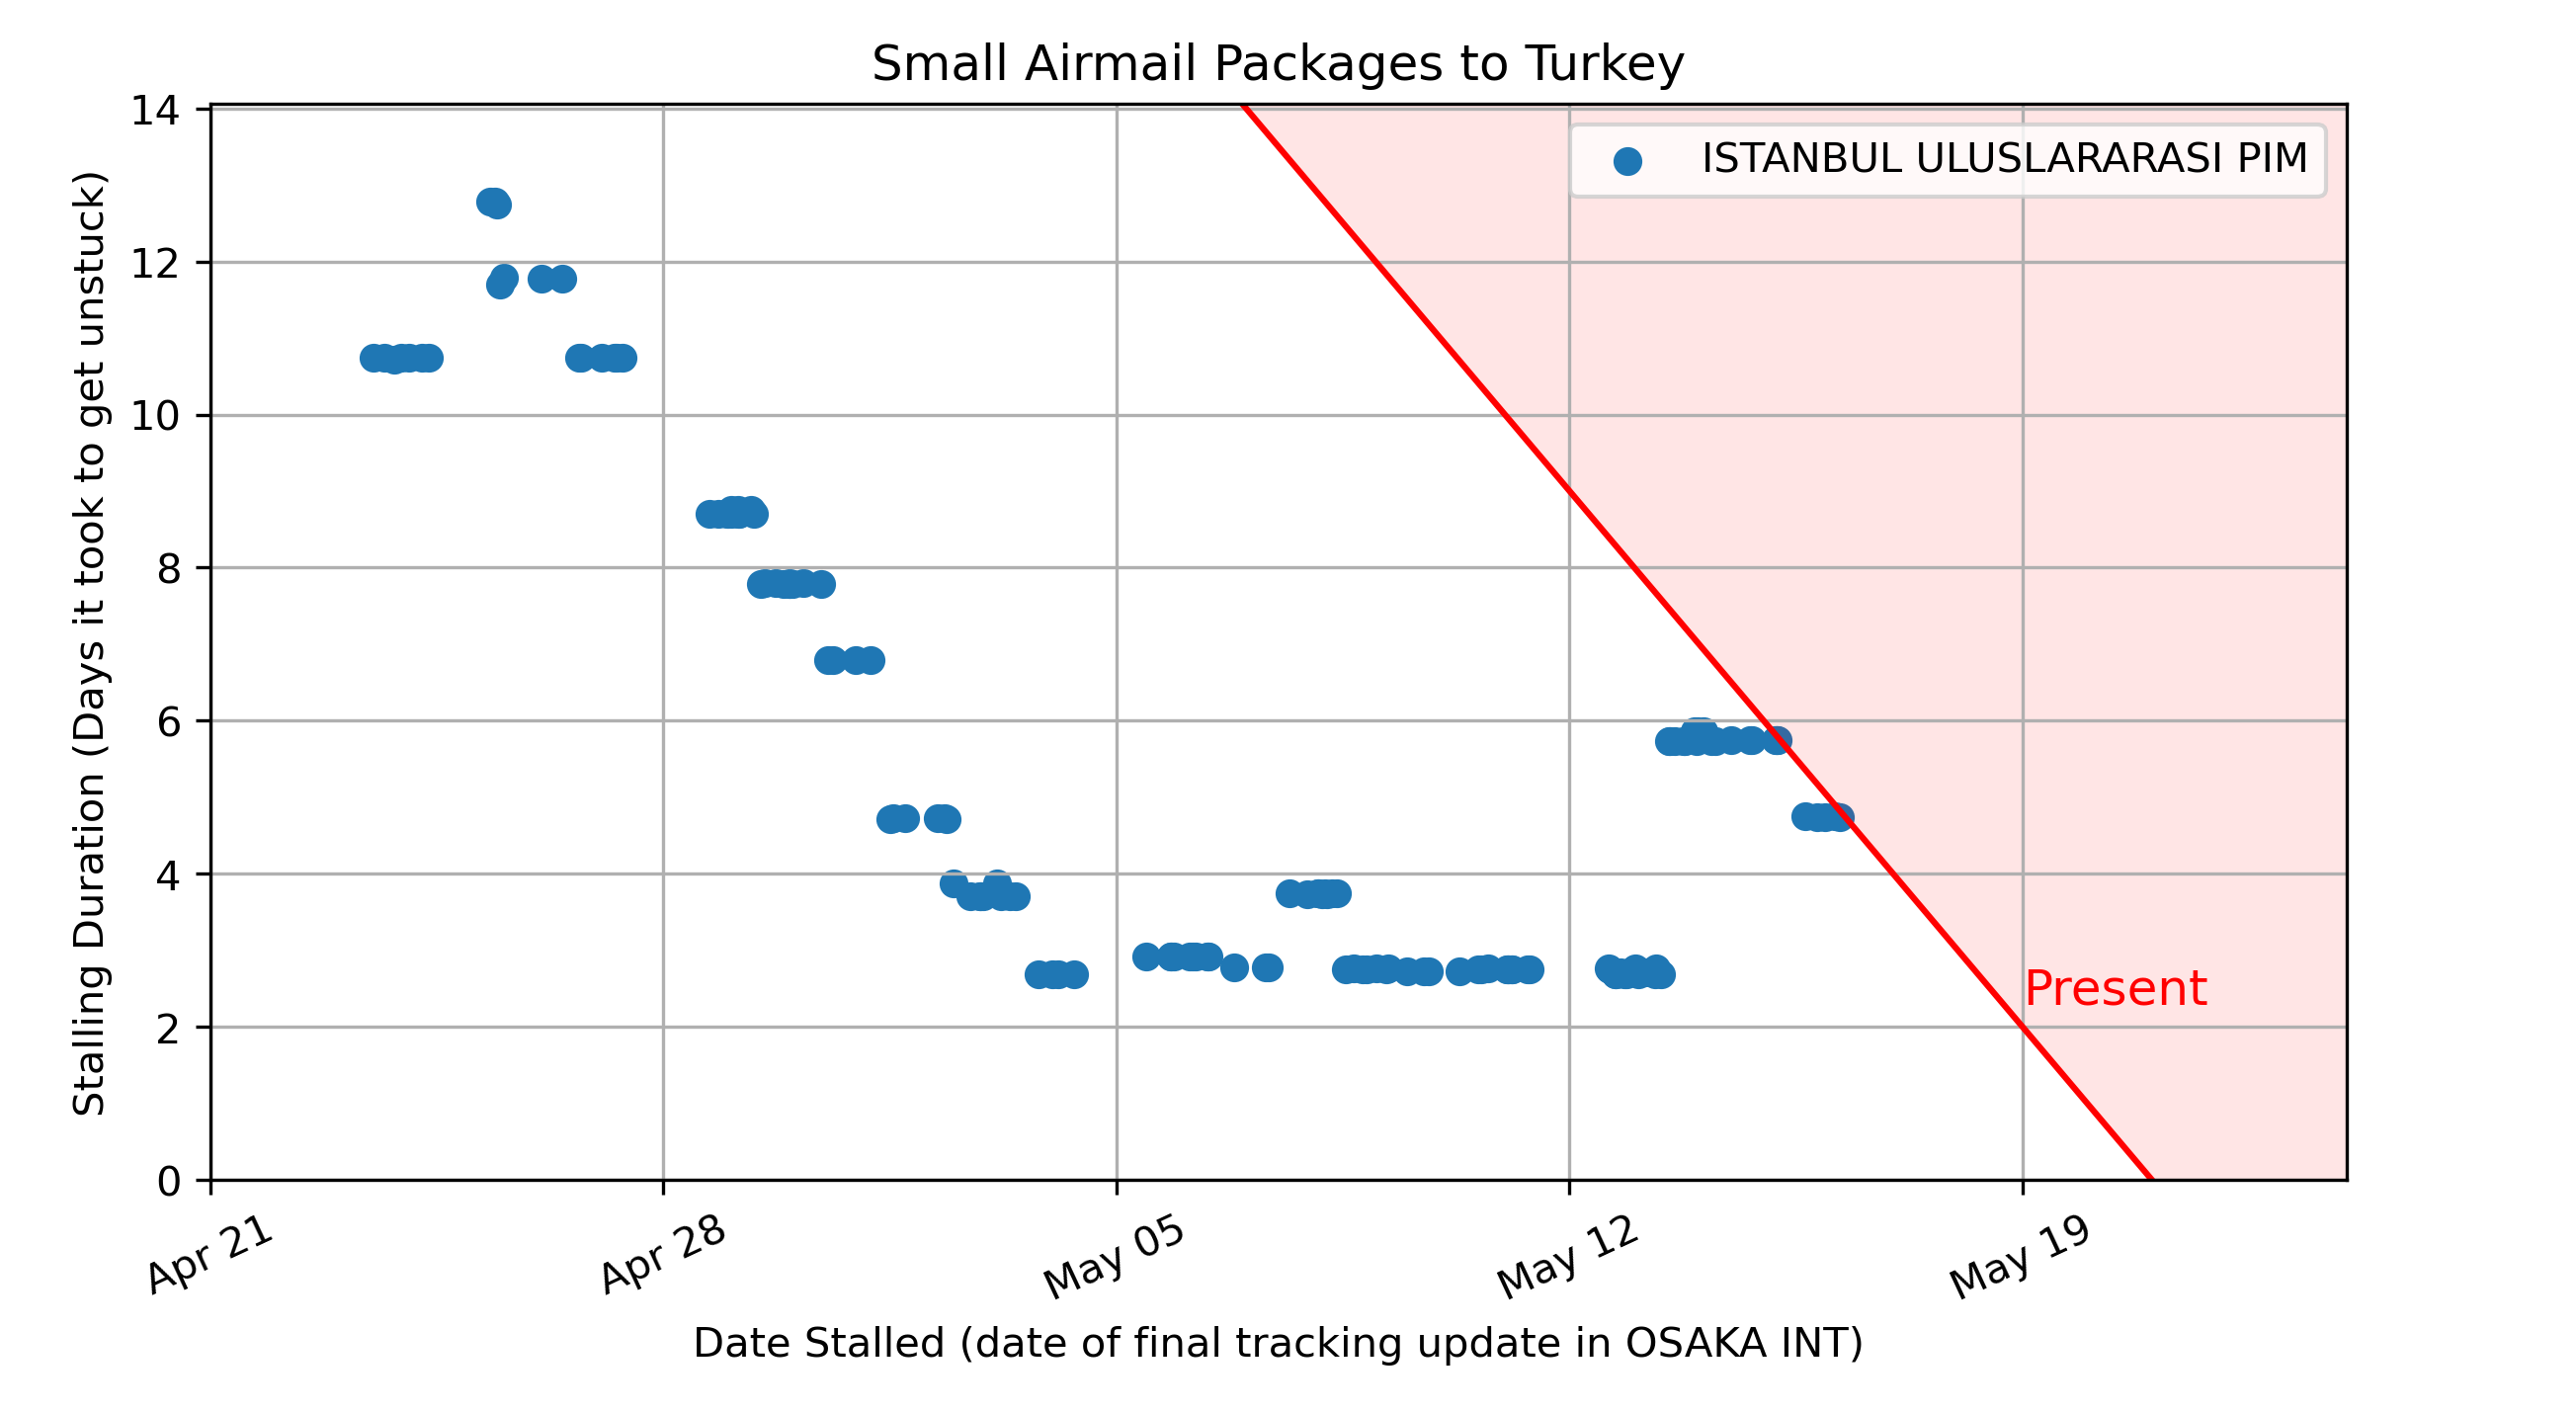 Small Airmail Packages to Turkey
Stalling Duration (Days it took to get unstuck)
14
12
10
8
6
4
2
0
ISTANBUL ULUSLARARASI PIM
Present
Apr 21
Apr 28
May 05
May 12
May 19
Date Stalled (date of final tracking update in OSAKA INT)